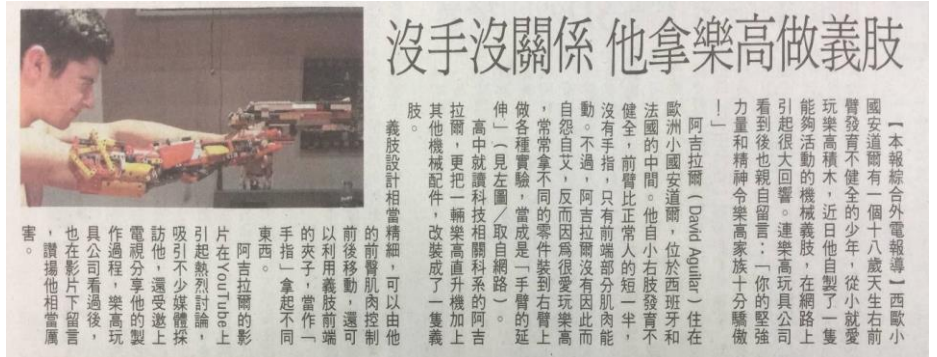 沒手沒關係 他拿樂高做義肢
【本報綜合外電報導】西歐小
國安道爾有一個十八歲天生右前
臂發育不健全的少年，從小就愛
玩樂高積木，近日他自製了一隻
能夠活動的機械義肢，在網路上
引起很大回響。連樂高玩具公司
看到後也親自留言：「你的堅強
力量和精神令樂高家族十分驕傲
！」
阿吉拉爾（David Aguilar）住在
歐洲小國安道爾，位於西班牙和
法國的中間。他自小右肢發育不
健全，前臂比正常人的短一半，
沒有手指，只有前端部分肌肉能
動。不過，阿吉拉爾沒有因此而
自怨自艾，反而因爲很愛玩樂高
，常常拿不同的零件裝到右臂上
做各種實驗，當成是「手臂的延
伸」（見左圖／取自網路）。
高中就讀科技相關科系的阿吉
拉爾，更把一輛樂高直升機加上
其他機械配件，改裝成了一隻義
肢。
義肢設計相當精細，可以由他
的前臂肌肉控制
前後移動，還可
以利用義肢前端
的夾子，當作「
手指」拿起不同
東西。
阿吉拉爾的影
片在YouTube上
引起熱烈討論，
吸引不少媒體採
訪他，還受邀上
電視分享他的製
作過程，樂高玩
具公司看過後，
也在影片下留言
，讚揚他相當厲
害。